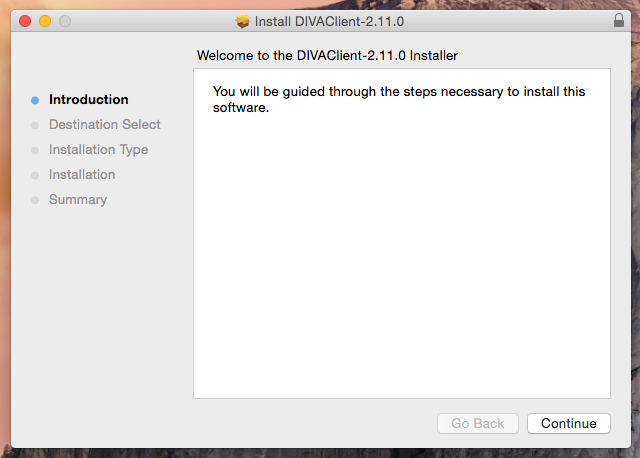 Install DIVAClient-2.11.0
Welcome to the DIVAClient-2.11.0 Installer
Introduction
Destination Select
Installation Type
Installation
Summary
You will be guided through the steps necessary to install this
software.
Go Back
Continue